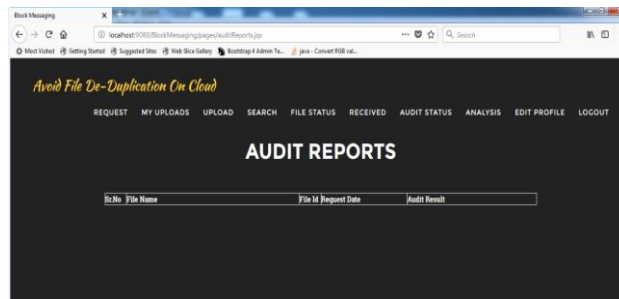 Block Messaging
localhost:9080/BlockMessaging/pages/auditReports.jsp
Search
Most Visited Getting Started Suggested Sites Web Slice Gallery Bootstrap 4 Admin Te... java - Convert RGB val...
Avoid File De-Duplication On Cloud
REQUEST MY UPLOADS UPLOAD SEARCH FILE STATUS RECEIVED AUDIT STATUS ANALYSIS EDIT PROFILE LOGOUT
AUDIT REPORTS
Sr.No File Name File Id Request Date Audit Result